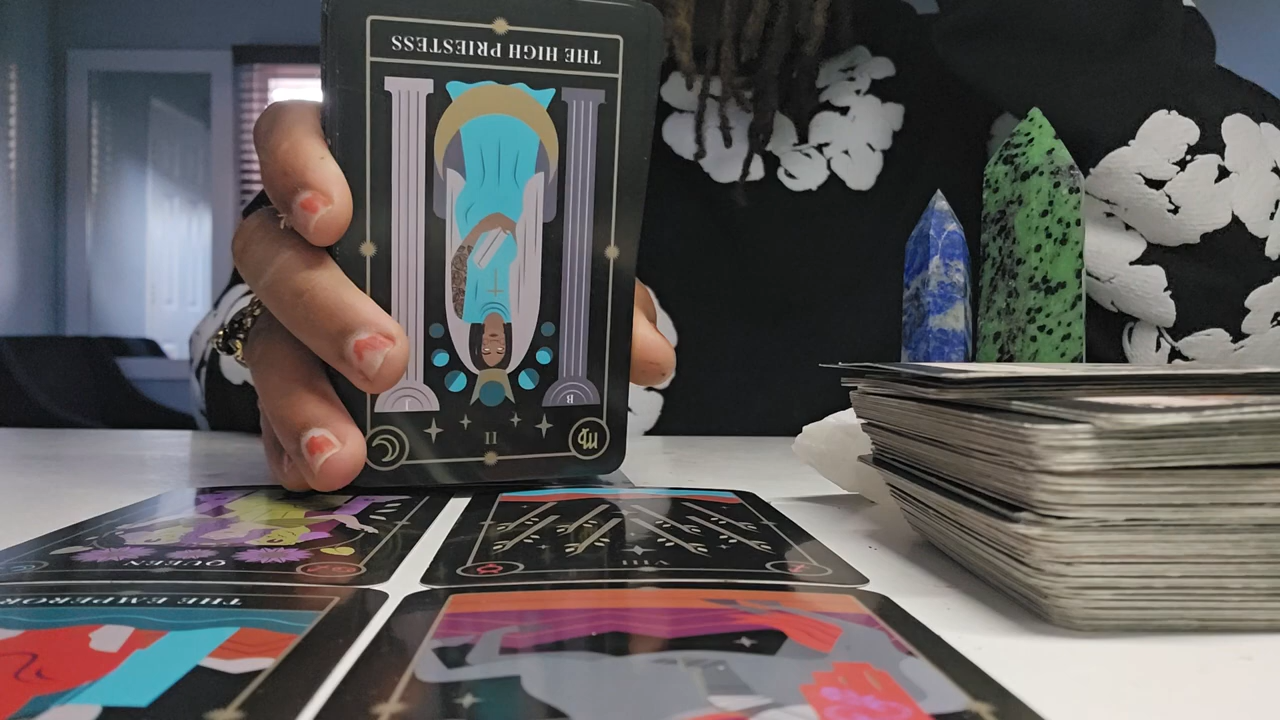 THE HIGH PRIESTESS
J
B
II
QUEEN
VIII
THE EMPEROR